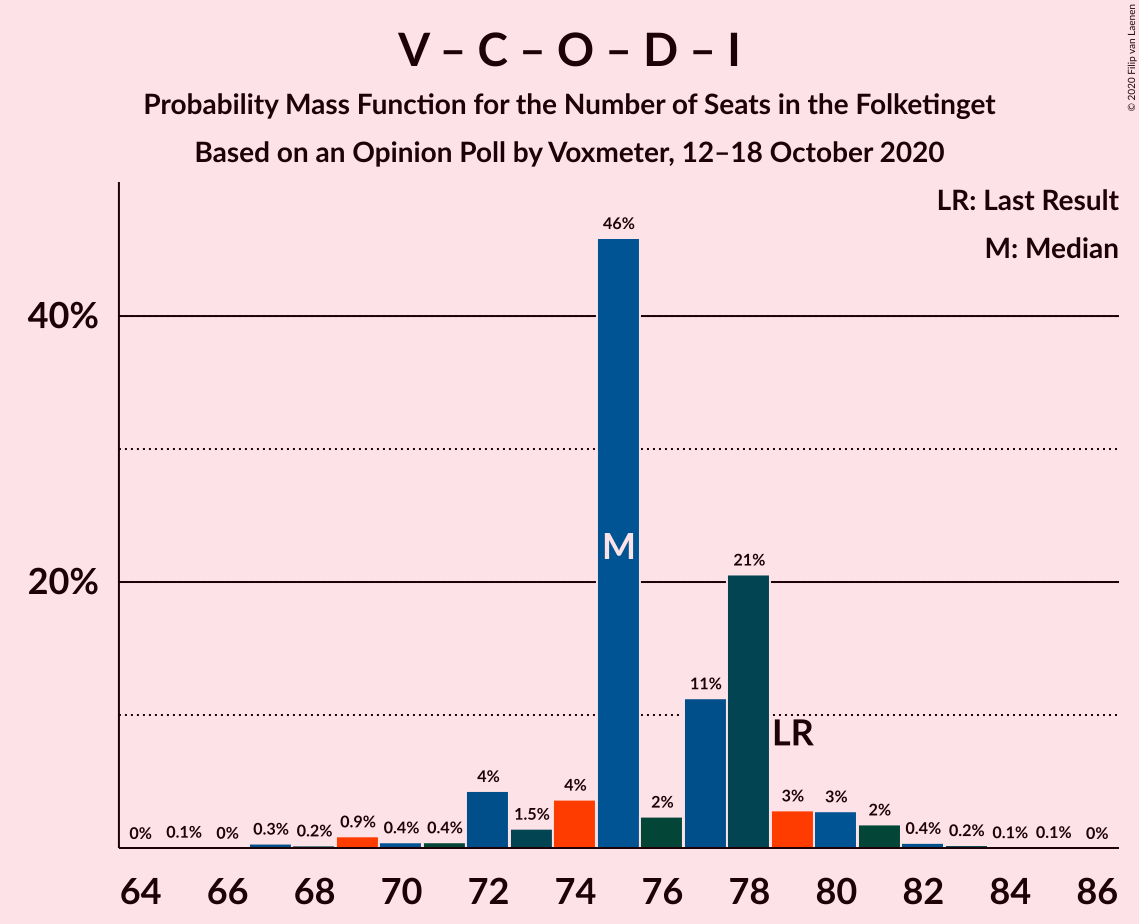 V – C – O – D – I
Probability Mass Function for the Number of Seats in the Folketinget
Based on an Opinion Poll by Voxmeter, 12–18 October 2020
© 2020 Filip van Laenen
LR: Last Result
M: Median
40%
20%
0%
0.1%
0%
0.3%
0.2%
0.9%
0.4%
0.4%
4%
1.5%
4%
46%
M
2%
11%
21%
LR
3%
3%
2%
0.4%
0.2%
0.1%
0.1%
0%
64 66 68 70 72 74 76 78 80 82 84 86